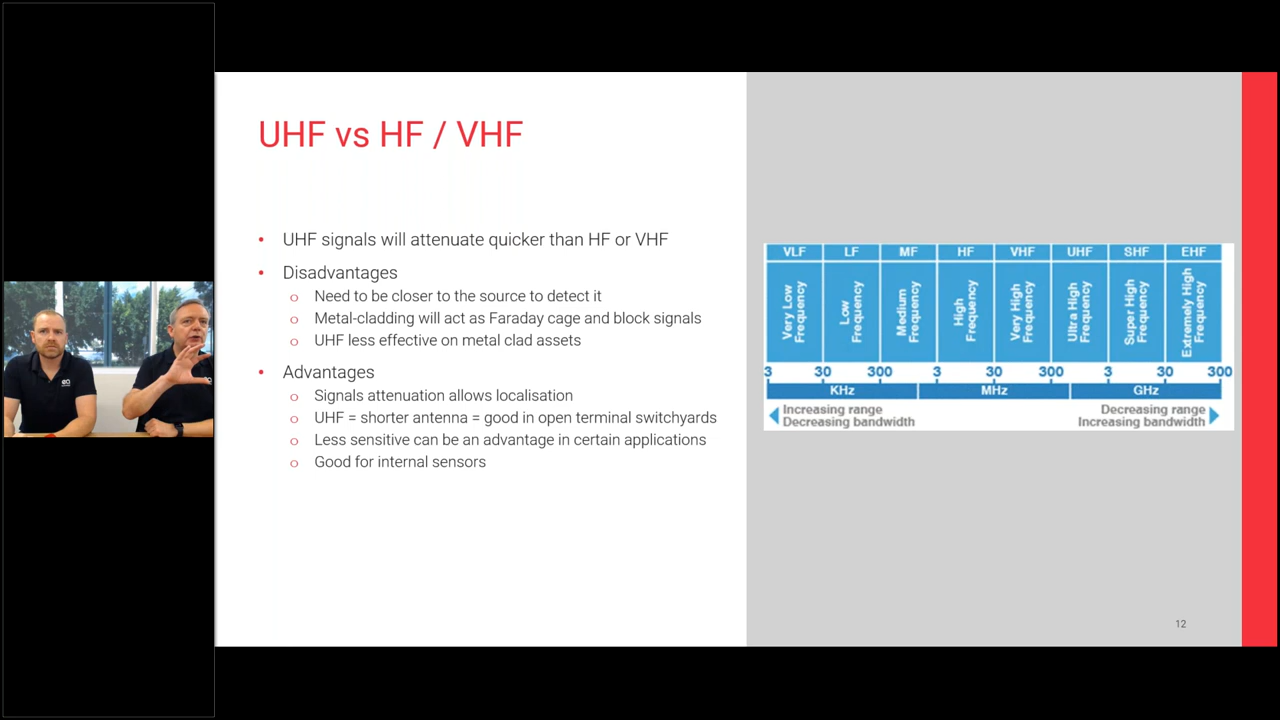 UHF vs HF / VHF
• UHF signals will attenuate quicker than HF or VHF
• Disadvantages
o Need to be closer to the source to detect it
o Metal-cladding will act as Faraday cage and block signals
o UHF less effective on metal clad assets
• Advantages
o Signals attenuation allows localisation
o UHF = shorter antenna = good in open terminal switchyards
o Less sensitive can be an advantage in certain applications
o Good for internal sensors
VLF LF MF HF VHF UHF SHF EHF
Very Low Frequency
Low Frequency
Medium Frequency
High Frequency
Very High Frequency
Ultra High Frequency
Super High Frequency
Extremely High Frequency
3 30 300 3 30 300 3 30 300
KHz MHz GHz
Increasing range
Decreasing bandwidth
Decreasing range
Increasing bandwidth
12